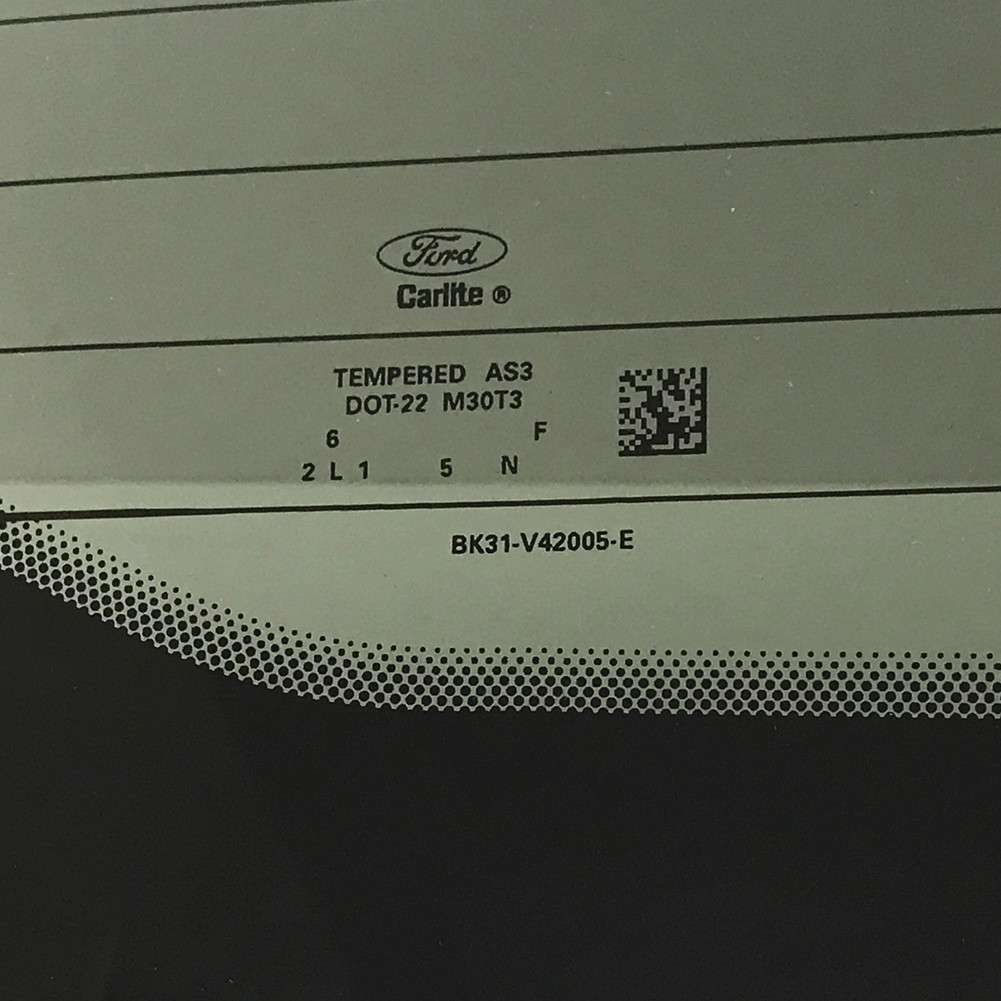 Ford
Carlite ®
TEMPERED AS3
DOT-22 M30T3
6 F
2 L 1 5 N
BK31-V42005-E